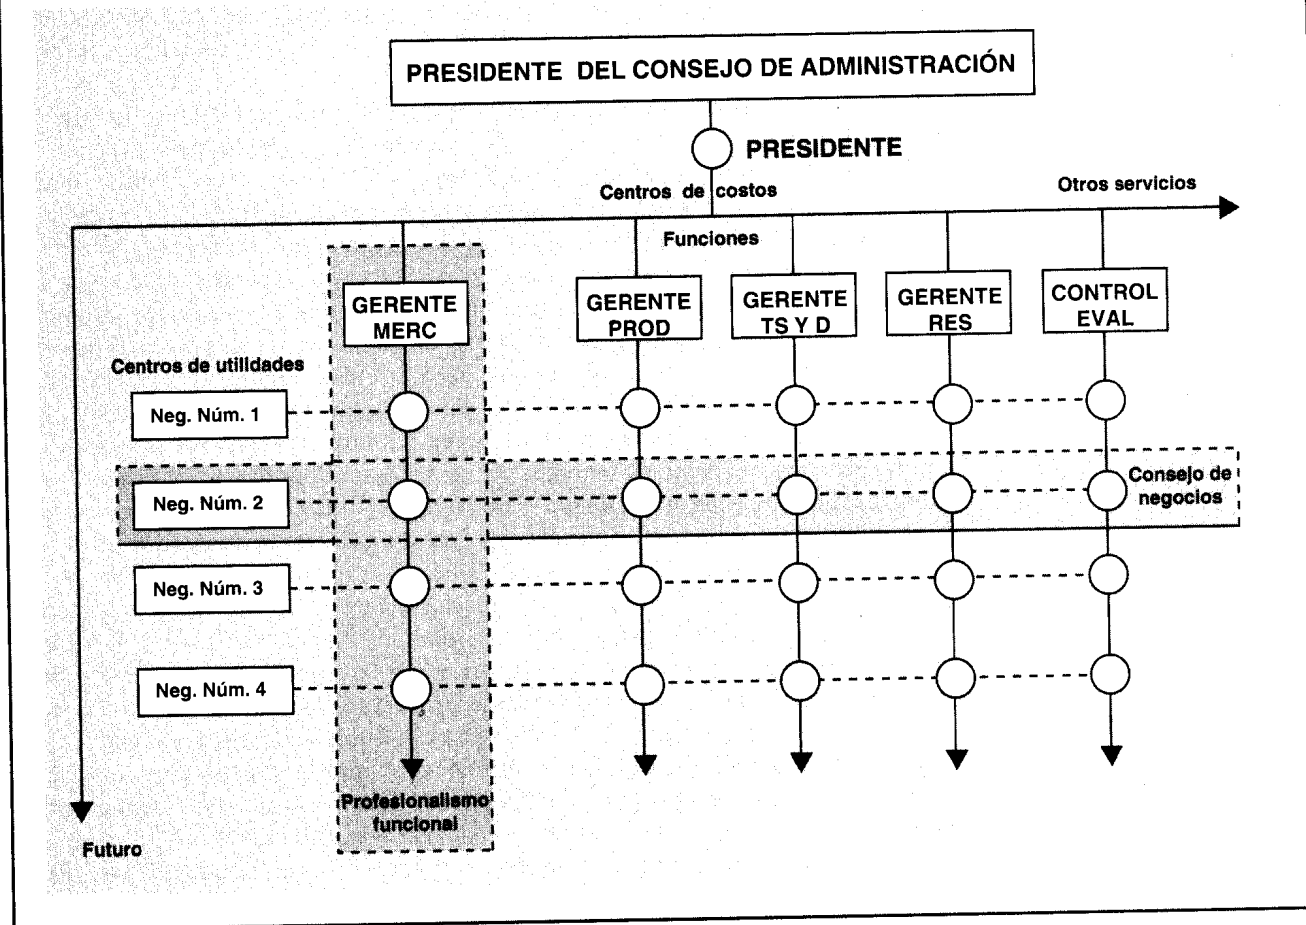 PRESIDENTE DEL CONSEJO DE ADMINISTRACIÓN
PRESIDENTE
Centros de costos
Otros servicios
Funciones
GERENTE
MERC
GERENTE
PROD
GERENTE
TS Y D
GERENTE
RES
CONTROL
EVAL
Centros de utilidades
Neg. Núm. 1
Neg. Núm. 2
Consejo de
negocios
Neg. Núm. 3
Neg. Núm. 4
Profesionalismo
funcional
Futuro